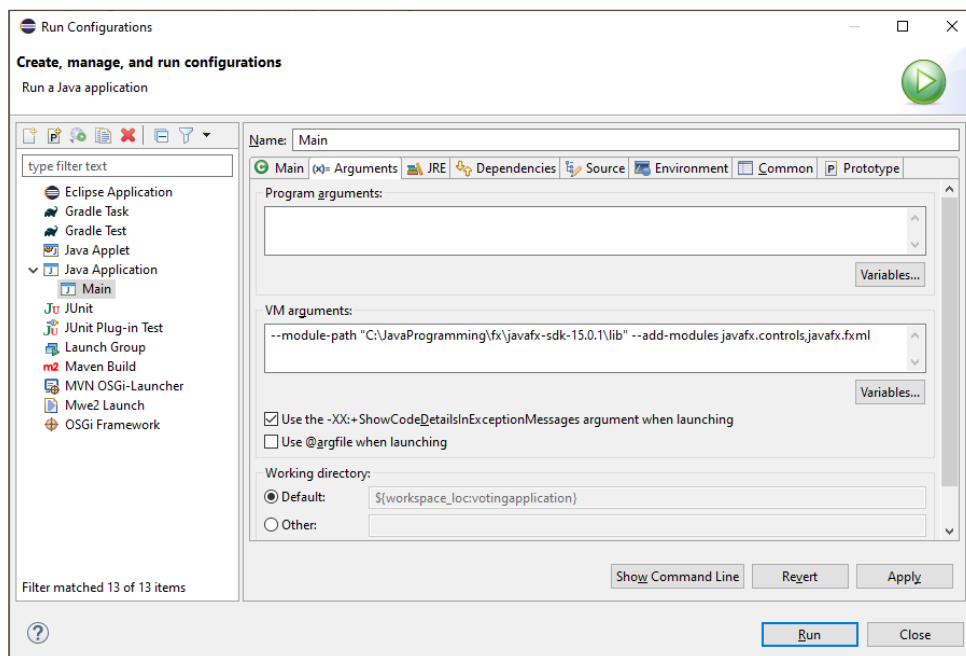 Run Configurations
Create, manage, and run configurations
Run a Java application
Name: Main
type filter text
Main (x)= Arguments JRE Dependencies Source Environment Common Prototype
Eclipse Application
Gradle Task
Gradle Test
Java Applet
Java Application
Main
JUnit
JUnit Plug-in Test
Launch Group
m2 Maven Build
MVN OSGi-Launcher
Mwe2 Launch
OSGi Framework
Filter matched 13 of 13 items
Program arguments:
Variables...
VM arguments:
--module-path "C:\JavaProgramming\fx\javafx-sdk-15.0.1\lib" --add-modules javafx.controls,javafx.fxml
Variables...
Use the -XX:+ShowCodeDetailsInExceptionMessages argument when launching
Use @argfile when launching
Working directory:
Default: ${workspace_loc:votingapplication}
Other:
Show Command Line Revert Apply
Run Close